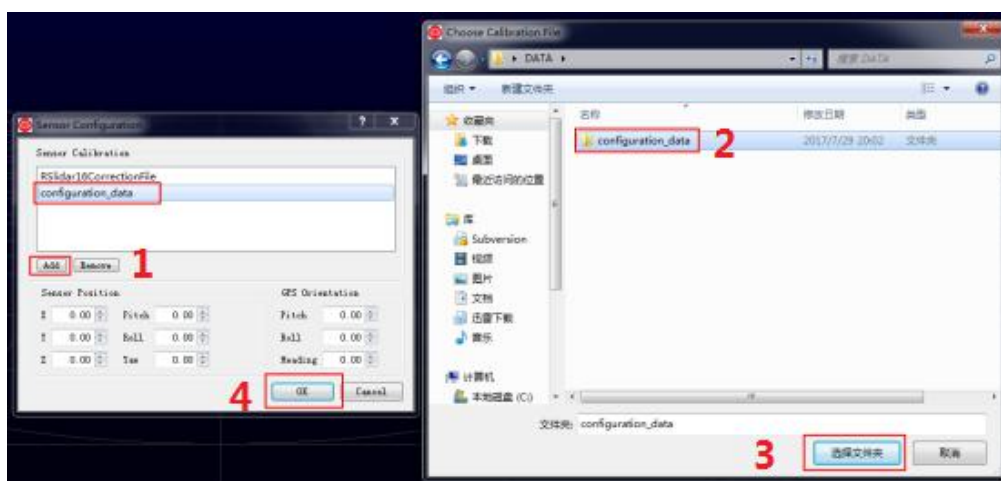 Sensor Configuration
? x
Sensor Calibration
RSlidar16CorrectionFile
configuration_data
Add
Remove
1
Sensor Position
X 0.00 Pitch 0.00
Y 0.00 Roll 0.00
Z 0.00 Yaw 0.00
GPS Orientation
Pitch 0.00
Roll 0.00
Heading 0.00
4
OK
Cancel
Choose Calibration File
DATA
搜索 DATA
组织
新建文件夹
收藏夹
下载
桌面
最近访问的位置
库
Subversion
视频
图片
文档
迅雷下载
音乐
计算机
本地磁盘 (C:)
名称
修改日期
类型
configuration_data
2
2017/7/29 20:02
文件夹
文件夹: configuration_data
3
选择文件夹
取消